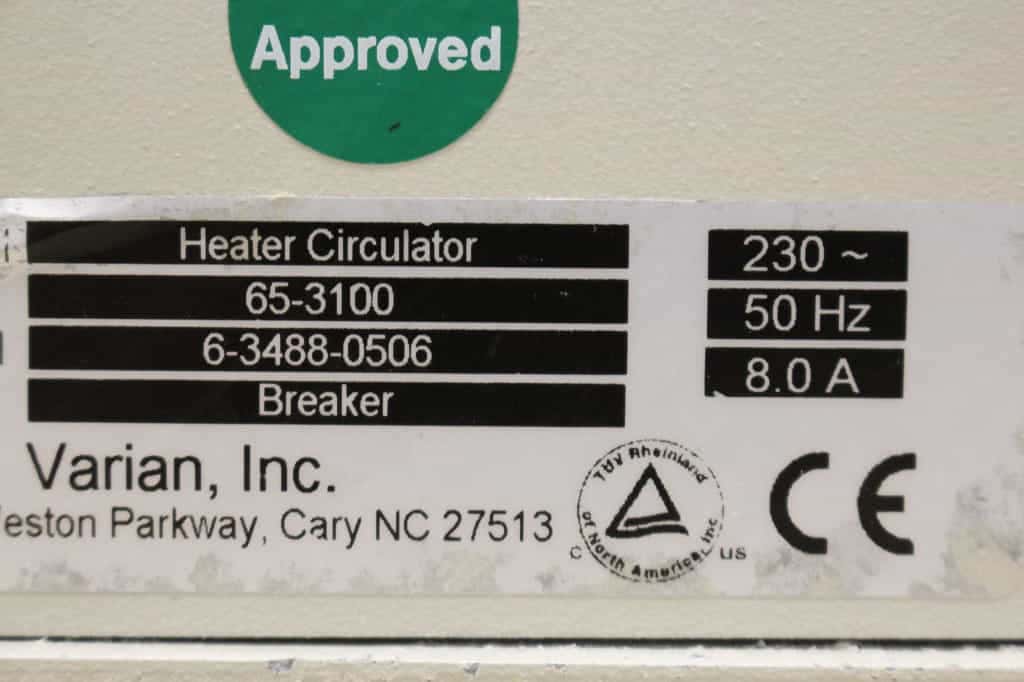 Approved
Heater Circulator
65-3100
6-3488-0506
Breaker
230 ~
50 Hz
8.0 A
Varian, Inc.
Parkway, Cary NC 27513
TÜV Rheinland
of North America, Inc.
C US
CE